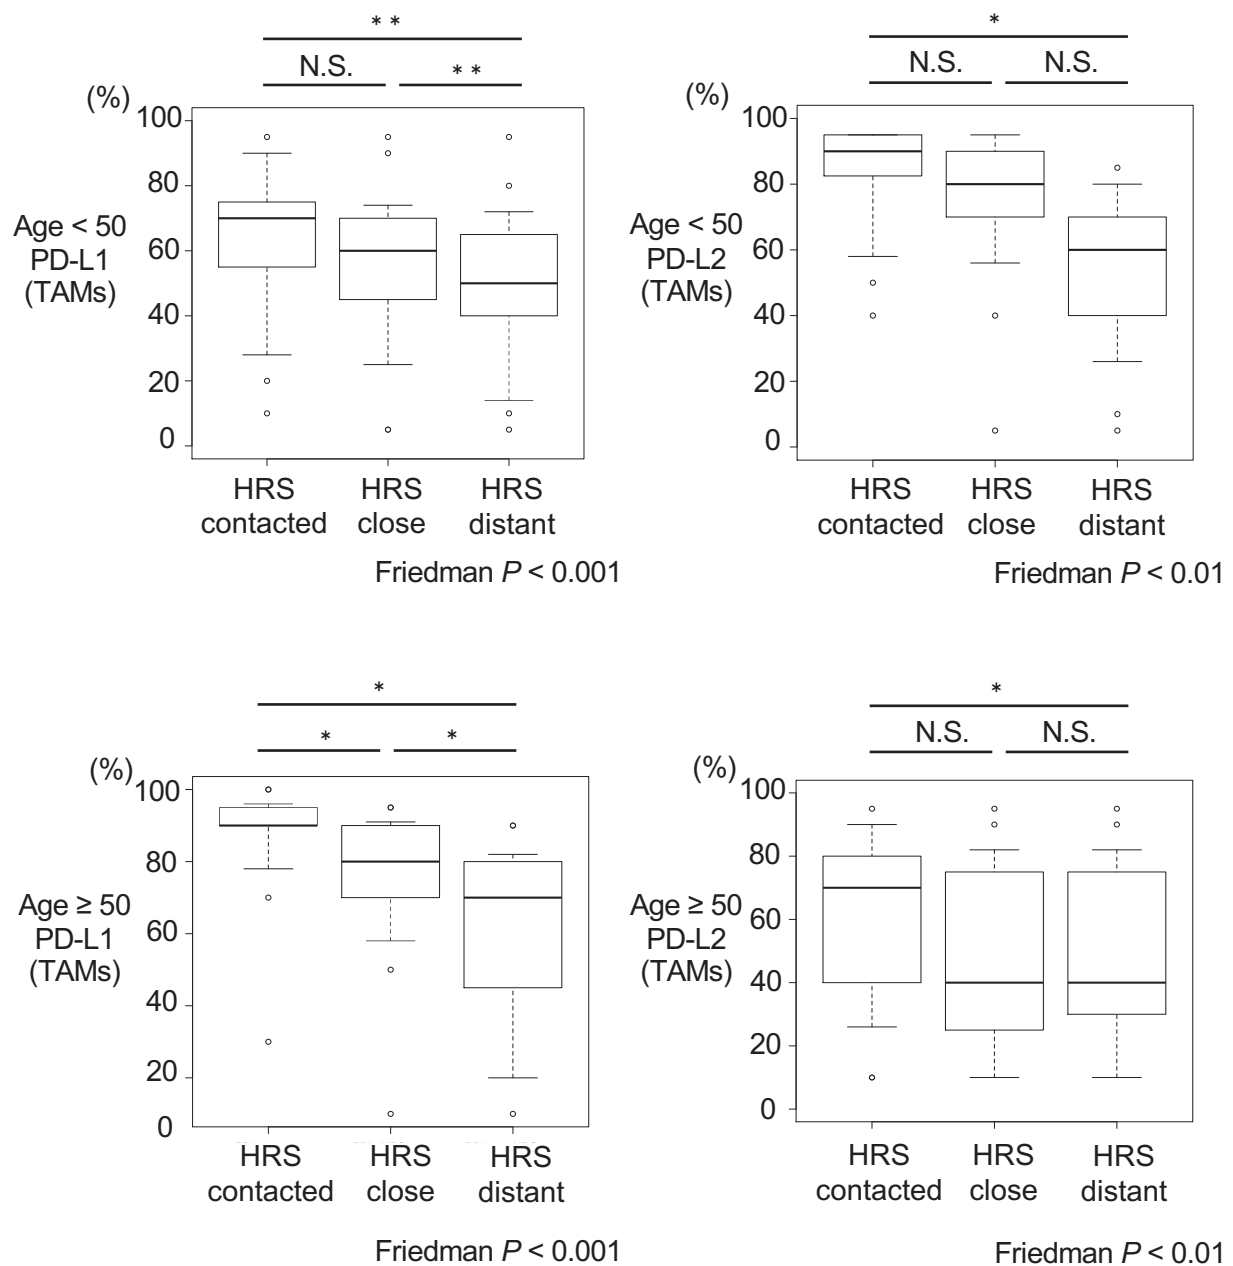 * *
N.S.
* *
(%)
100
80
60
40
20
0
Age < 50
PD-L1
(TAMs)
HRS
contacted
HRS
close
HRS
distant
Friedman P < 0.001
*
N.S.
N.S.
(%)
100
80
60
40
20
0
Age < 50
PD-L2
(TAMs)
HRS
contacted
HRS
close
HRS
distant
Friedman P < 0.01
*
*
*
(%)
100
80
60
40
20
0
Age ≥ 50
PD-L1
(TAMs)
HRS
contacted
HRS
close
HRS
distant
Friedman P < 0.001
*
N.S.
N.S.
(%)
100
80
60
40
20
0
Age ≥ 50
PD-L2
(TAMs)
HRS
contacted
HRS
close
HRS
distant
Friedman P < 0.01